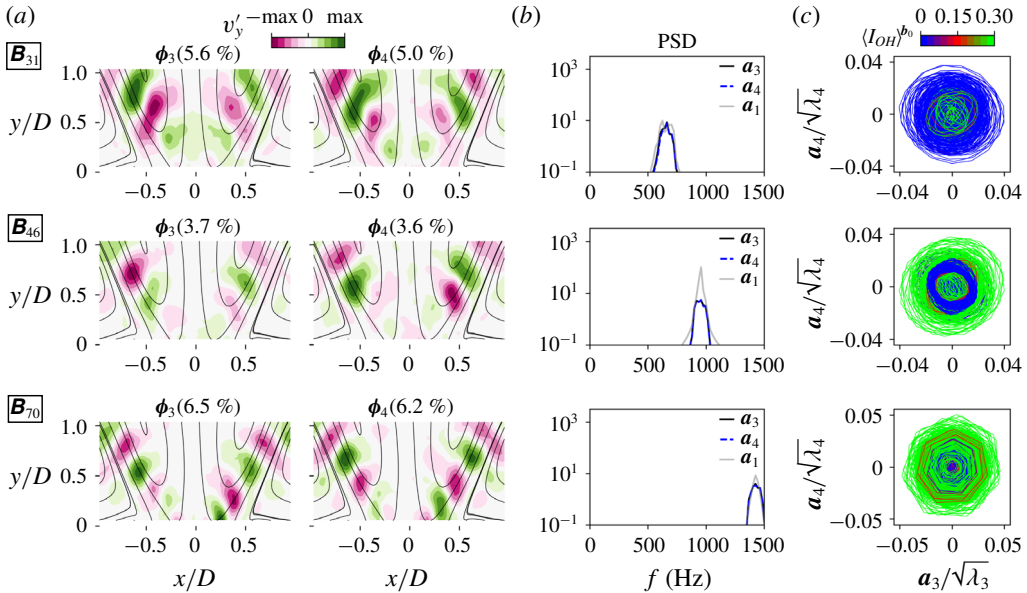 (a)
v′y
−max 0 max
(b)
(c)
0 0.15 0.30
⟨I_OH⟩^b₀
B₃₁
ϕ₃(5.6 %)
ϕ₄(5.0 %)
PSD
y/D
1.0
0.5
0
−0.5 0 0.5
−0.5 0 0.5
10³
10¹
10⁻¹
0 500 1000 1500
a₃
a₄
a₁
a₄/√λ₄
0.04
0
−0.04
−0.04 0 0.04
B₄₆
ϕ₃(3.7 %)
ϕ₄(3.6 %)
y/D
1.0
0.5
0
−0.5 0 0.5
−0.5 0 0.5
10³
10¹
10⁻¹
0 500 1000 1500
a₃
a₄
a₁
a₄/√λ₄
0.04
0
−0.04
−0.04 0 0.04
B₇₀
ϕ₃(6.5 %)
ϕ₄(6.2 %)
y/D
1.0
0.5
0
−0.5 0 0.5
−0.5 0 0.5
10³
10¹
10⁻¹
0 500 1000 1500
a₃
a₄
a₁
a₄/√λ₄
0.05
0
−0.05
−0.05 0 0.05
x/D
x/D
f (Hz)
a₃/√λ₃